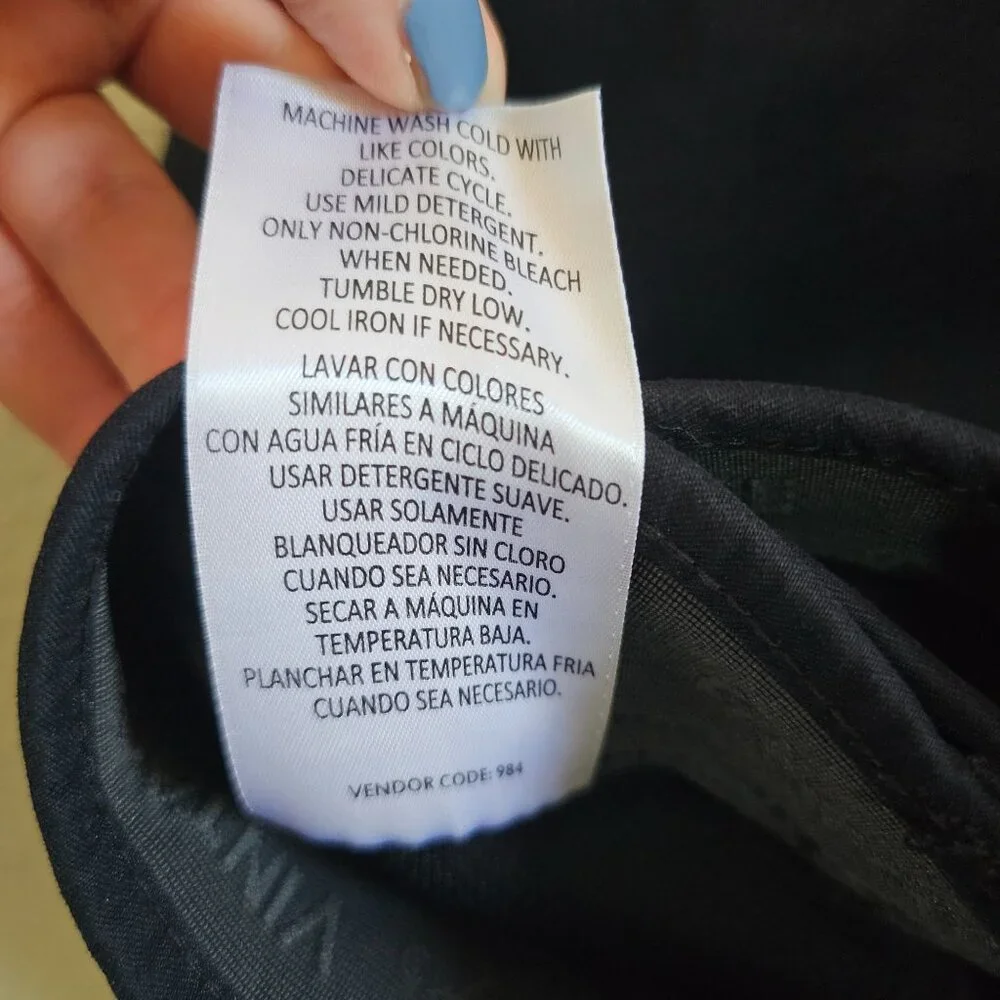 MACHINE WASH COLD WITH
LIKE COLORS.
DELICATE CYCLE.
USE MILD DETERGENT.
ONLY NON-CHLORINE BLEACH
WHEN NEEDED.
TUMBLE DRY LOW.
COOL IRON IF NECESSARY.
LAVAR CON COLORES
SIMILARES A MÁQUINA
CON AGUA FRÍA EN CICLO DELICADO.
USAR DETERGENTE SUAVE.
USAR SOLAMENTE
BLANQUEADOR SIN CLORO
CUANDO SEA NECESARIO.
SECAR A MÁQUINA EN
TEMPERATURA BAJA.
PLANCHAR EN TEMPERATURA FRIA
CUANDO SEA NECESARIO.
VENDOR CODE: 984